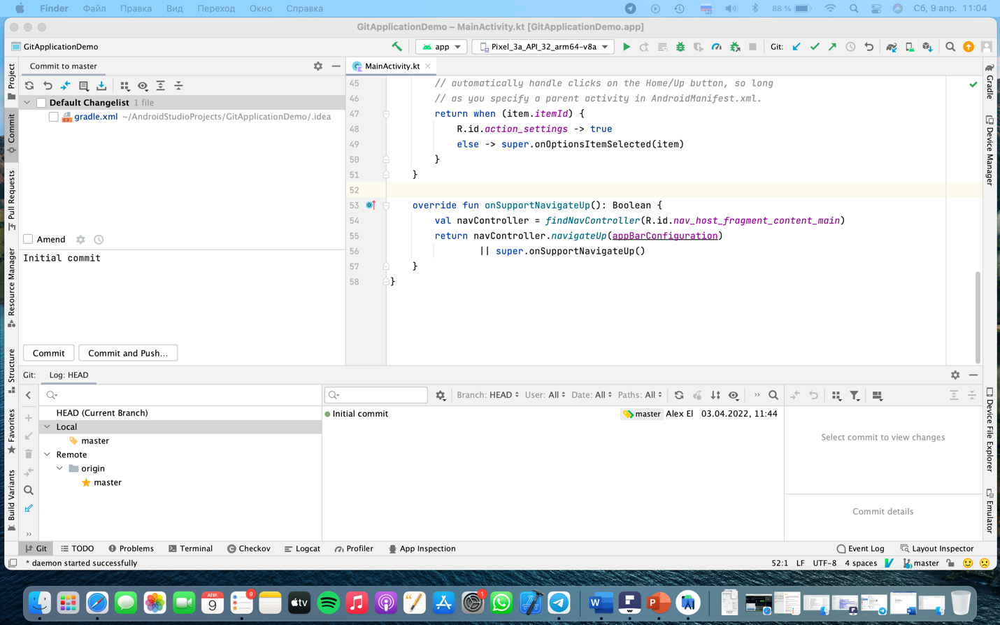 Finder Файл Правка Вид Переход Окно Справка 88 % Сб, 9 апр. 11:04
GitApplicationDemo – MainActivity.kt [GitApplicationDemo.app]
GitApplicationDemo app Pixel_3a_API_32_arm64-v8a Git:
Commit to master
MainActivity.kt
Default Changelist 1 file
gradle.xml ~/AndroidStudioProjects/GitApplicationDemo/.idea
Amend
Initial commit
Commit Commit and Push...
45 // automatically handle clicks on the Home/Up button, so long
46 // as you specify a parent activity in AndroidManifest.xml.
47 return when (item.itemId) {
48 R.id.action_settings -> true
49 else -> super.onOptionsItemSelected(item)
50 }
51 }
52
53 override fun onSupportNavigateUp(): Boolean {
54 val navController = findNavController(R.id.nav_host_fragment_content_main)
55 return navController.navigateUp(appBarConfiguration)
56 || super.onSupportNavigateUp()
57 }
58 }
Project
Commit
Pull Requests
Resource Manager
Structure
Favorites
Build Variants
Gradle
Device Manager
Device File Explorer
Emulator
Git: Log: HEAD
Branch: HEAD User: All Date: All Paths: All
HEAD (Current Branch)
Local
master
Remote
origin
master
Initial commit master Alex El 03.04.2022, 11:44
Select commit to view changes
Commit details
Git TODO Problems Terminal Checkov Logcat Profiler App Inspection Event Log Layout Inspector
* daemon started successfully 52:1 LF UTF-8 4 spaces master
АПР.
9
9
tv
1
W
P
PDF